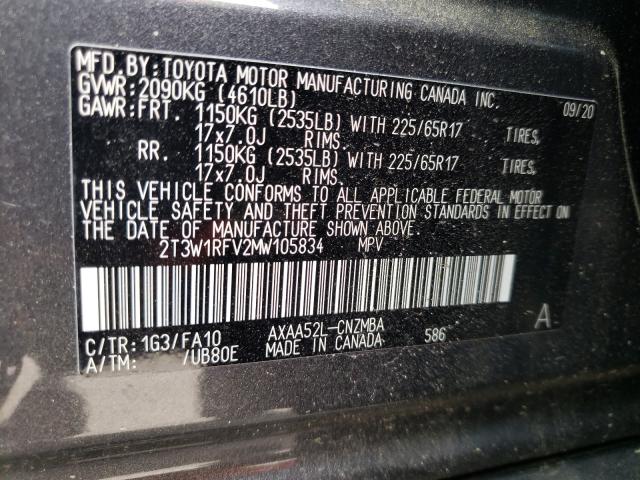 MFD. BY: TOYOTA MOTOR MANUFACTURING CANADA INC. 09/20
GVWR: 2090KG (4610LB)
GAWR: FRT. 1150KG (2535LB) WITH 225/65R17 TIRES,
17x7.0J RIMS.
RR. 1150KG (2535LB) WITH 225/65R17 TIRES,
17x7.0J RIMS.
THIS VEHICLE CONFORMS TO ALL APPLICABLE FEDERAL MOTOR
VEHICLE SAFETY AND THEFT PREVENTION STANDARDS IN EFFECT ON
THE DATE OF MANUFACTURE SHOWN ABOVE.
2T3W1RFV2MW105834 MPV
A
C/TR: 1G3/FA10 AXAA52L-CNZMBA 586
A/TM: /UB80E MADE IN CANADA